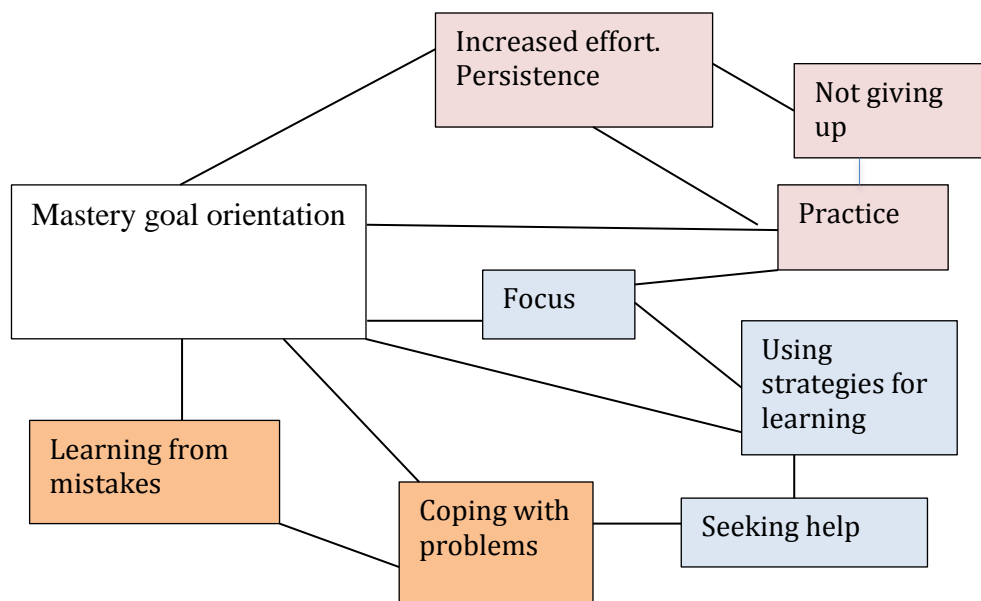 Increased effort.
Persistence
Not giving
up
Mastery goal orientation
Practice
Focus
Using
strategies for
learning
Learning from
mistakes
Coping with
problems
Seeking help